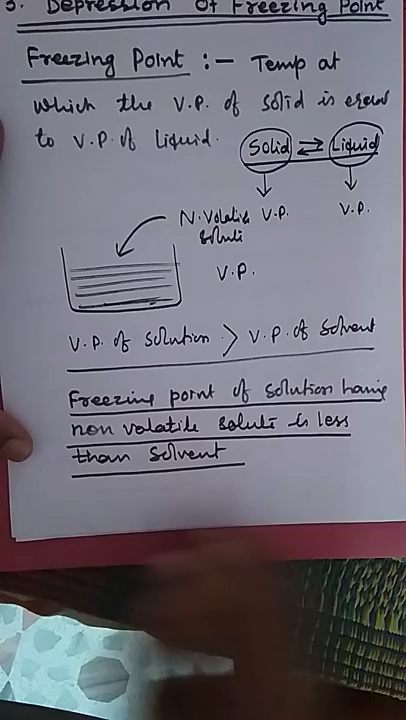 3. Depression Of Freezing Point
Freezing Point :- Temp at
which the V.P. of solid is equal
to V.P. of Liquid.
Solid ⇌ Liquid
V.P. V.P.
N. Volatile
Solute
V.P.
V.P. of Solution > V.P. of Solvent
Freezing point of Solution having
non volatile solute is less
than Solvent